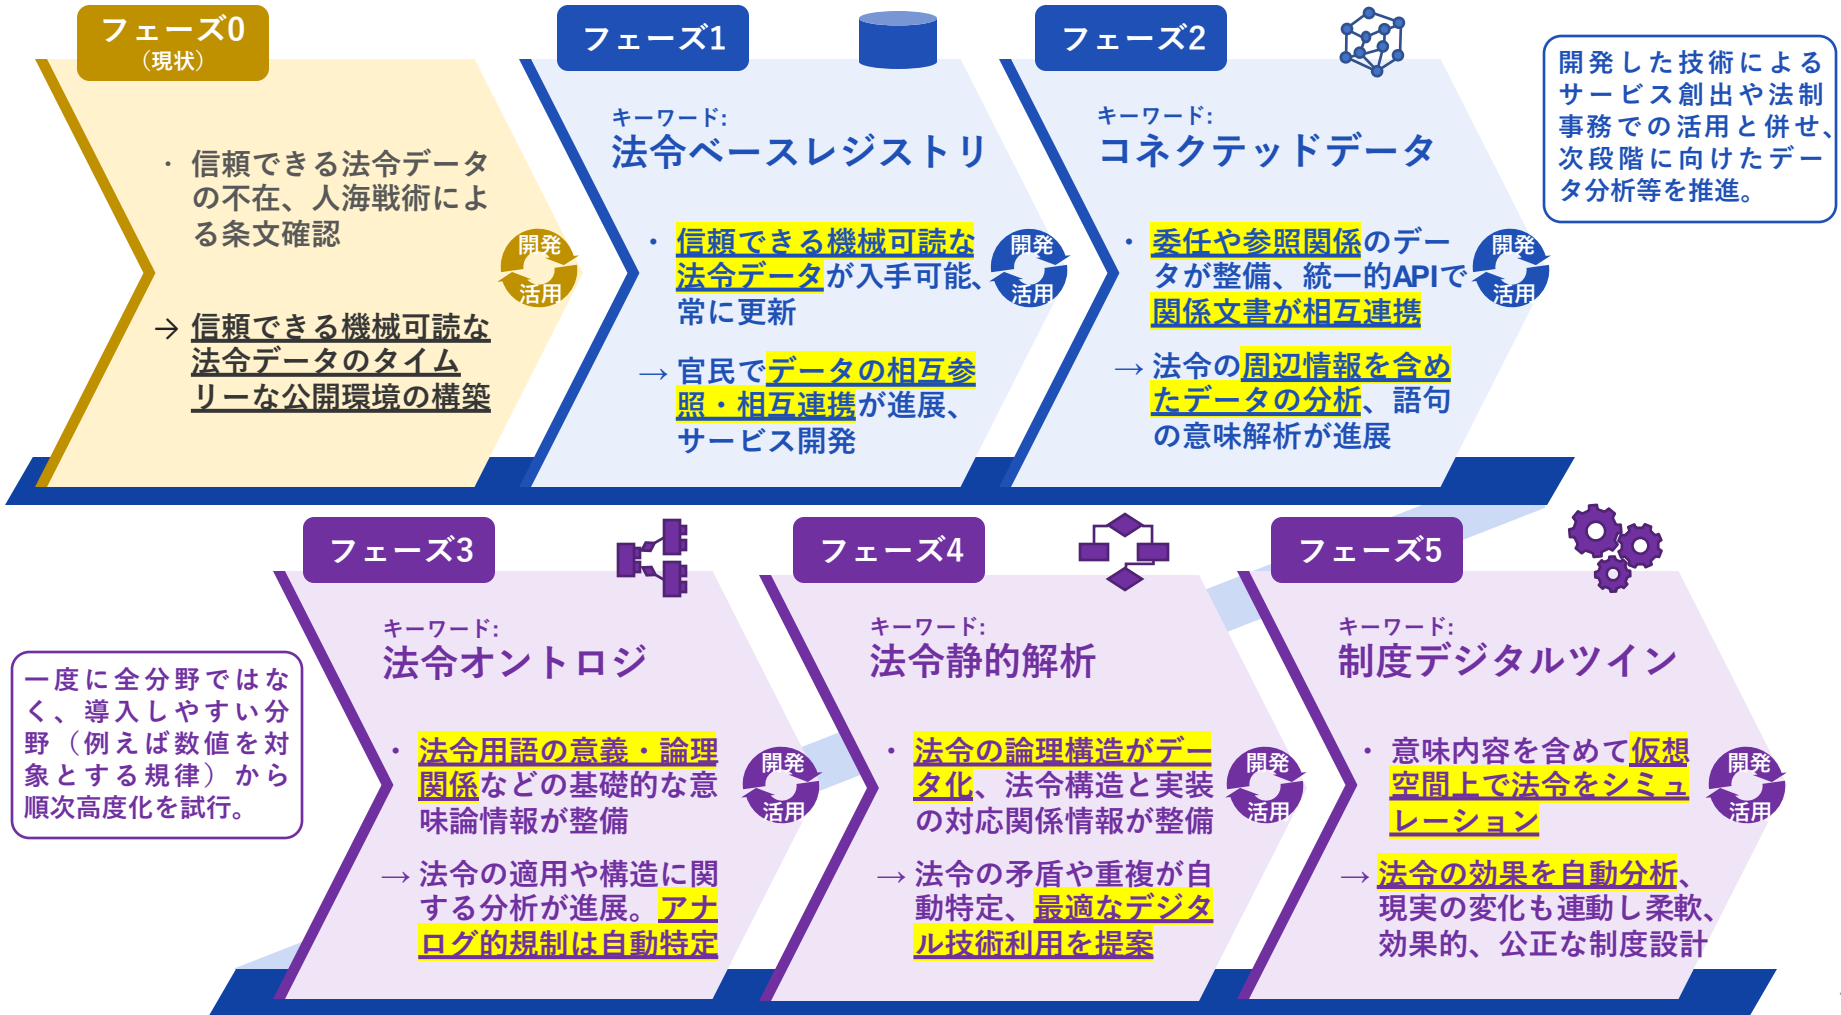 フェーズ0
（現状）
・ 信頼できる法令データ
の不在、人海戦術によ
る条文確認
→ 信頼できる機械可読な
法令データのタイム
リーな公開環境の構築
開発
活用
フェーズ1
キーワード:
法令ベースレジストリ
・ 信頼できる機械可読な
法令データが入手可能、
常に更新
→ 官民でデータの相互参
照・相互連携が進展、
サービス開発
開発
活用
フェーズ2
キーワード:
コネクテッドデータ
・ 委任や参照関係のデー
タが整備、統一的APIで
関係文書が相互連携
→ 法令の周辺情報を含め
たデータの分析、語句
の意味解析が進展
開発
活用
開発した技術による
サービス創出や法制
事務での活用と併せ、
次段階に向けたデー
タ分析等を推進。
一度に全分野ではな
く、導入しやすい分
野（例えば数値を対
象とする規律）から
順次高度化を試行。
フェーズ3
キーワード:
法令オントロジ
・ 法令用語の意義・論理
関係などの基礎的な意
味論情報が整備
→ 法令の適用や構造に関
する分析が進展。アナ
ログ的規制は自動特定
開発
活用
フェーズ4
キーワード:
法令静的解析
・ 法令の論理構造がデー
タ化、法令構造と実装
の対応関係情報が整備
→ 法令の矛盾や重複が自
動特定、最適なデジタ
ル技術利用を提案
開発
活用
フェーズ5
キーワード:
制度デジタルツイン
・ 意味内容を含めて仮想
空間上で法令をシミュ
レーション
→ 法令の効果を自動分析、
現実の変化も連動し柔軟、
効果的、公正な制度設計
開発
活用